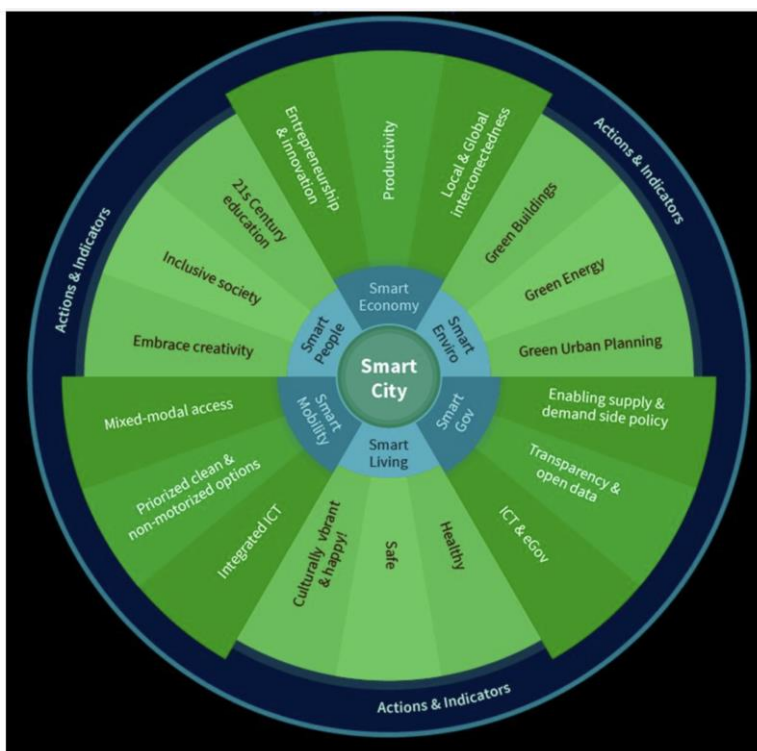 Actions & Indicators
Actions & Indicators
Actions & Indicators
Entrepreneurship
& innovation
Productivity
Local & Global
interconectedness
Green Buildings
Green Energy
Green Urban Planning
Enabling supply &
demand side policy
Transparency &
open data
ICT & eGov
Healthy
Safe
Culturally vbrant
& happy!
Integrated ICT
Priorized clean &
non-motorized options
Mixed-modal access
Embrace creativity
Inclusive society
21s Century
education
Smart
Economy
Smart
Enviro
Smart
Gov
Smart
Living
Smart
Mobility
Smart
People
Smart
City